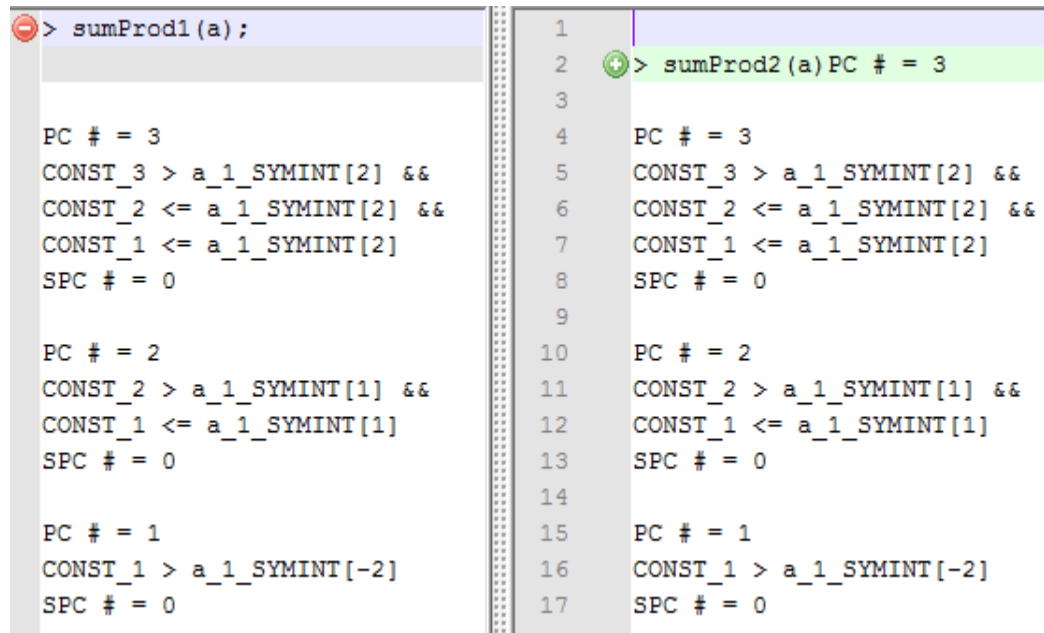 > sumProd1(a);
PC # = 3
CONST_3 > a_1_SYMINT[2] &&
CONST_2 <= a_1_SYMINT[2] &&
CONST_1 <= a_1_SYMINT[2]
SPC # = 0
PC # = 2
CONST_2 > a_1_SYMINT[1] &&
CONST_1 <= a_1_SYMINT[1]
SPC # = 0
PC # = 1
CONST_1 > a_1_SYMINT[-2]
SPC # = 0
1
2 > sumProd2(a)PC # = 3
3
4 PC # = 3
5 CONST_3 > a_1_SYMINT[2] &&
6 CONST_2 <= a_1_SYMINT[2] &&
7 CONST_1 <= a_1_SYMINT[2]
8 SPC # = 0
9
10 PC # = 2
11 CONST_2 > a_1_SYMINT[1] &&
12 CONST_1 <= a_1_SYMINT[1]
13 SPC # = 0
14
15 PC # = 1
16 CONST_1 > a_1_SYMINT[-2]
17 SPC # = 0